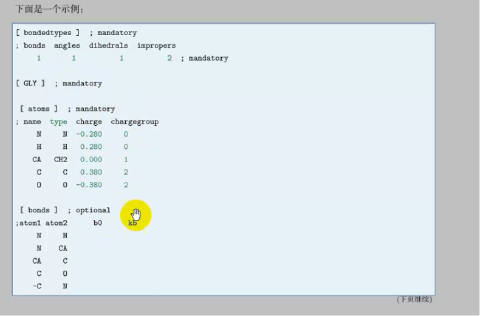 下面是一个示例:
[ bondedtypes ] ; mandatory
; bonds angles dihedrals impropers
1 1 1 2 ; mandatory
[ GLY ] ; mandatory
[ atoms ] ; mandatory
; name type charge chargegroup
N N -0.280 0
H H 0.280 0
CA CH2 0.000 1
C C 0.380 2
O O -0.380 2
[ bonds ] ; optional
;atom1 atom2 b0 kb
N H
N CA
CA C
C O
-C N
(下页继续)